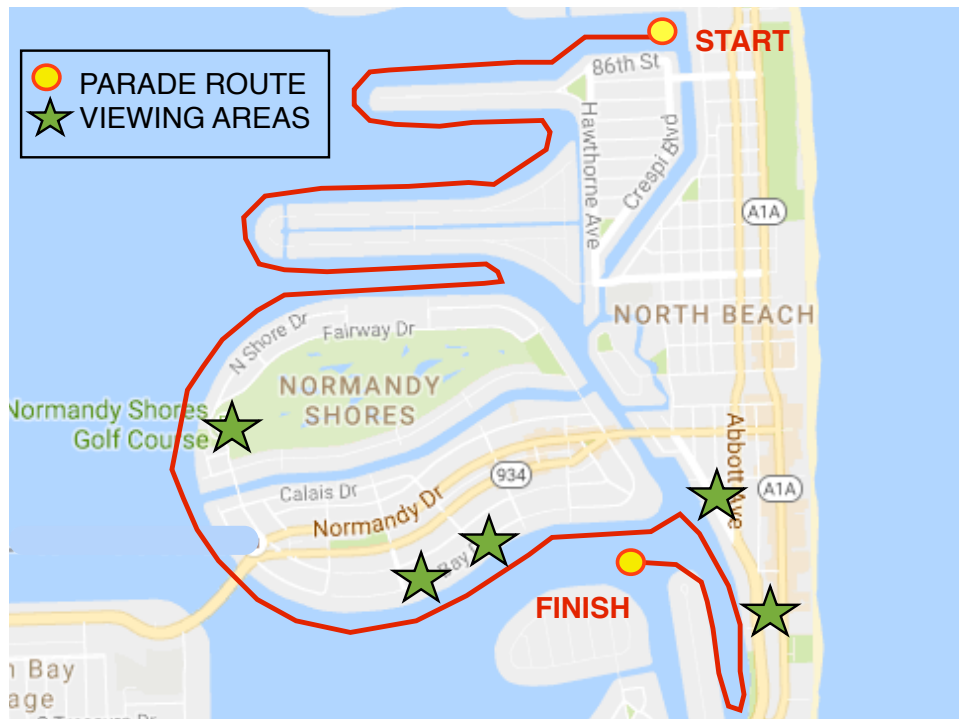 START
86th St
PARADE ROUTE
VIEWING AREAS
Hawthorne Ave
Crespi Blvd
A1A
NORTH BEACH
N Shore Dr
Fairway Dr
NORMANDY
SHORES
Normandy Shores
Golf Course
Abbott Ave
934
A1A
Calais Dr
Normandy Dr
Bay
FINISH
Bay